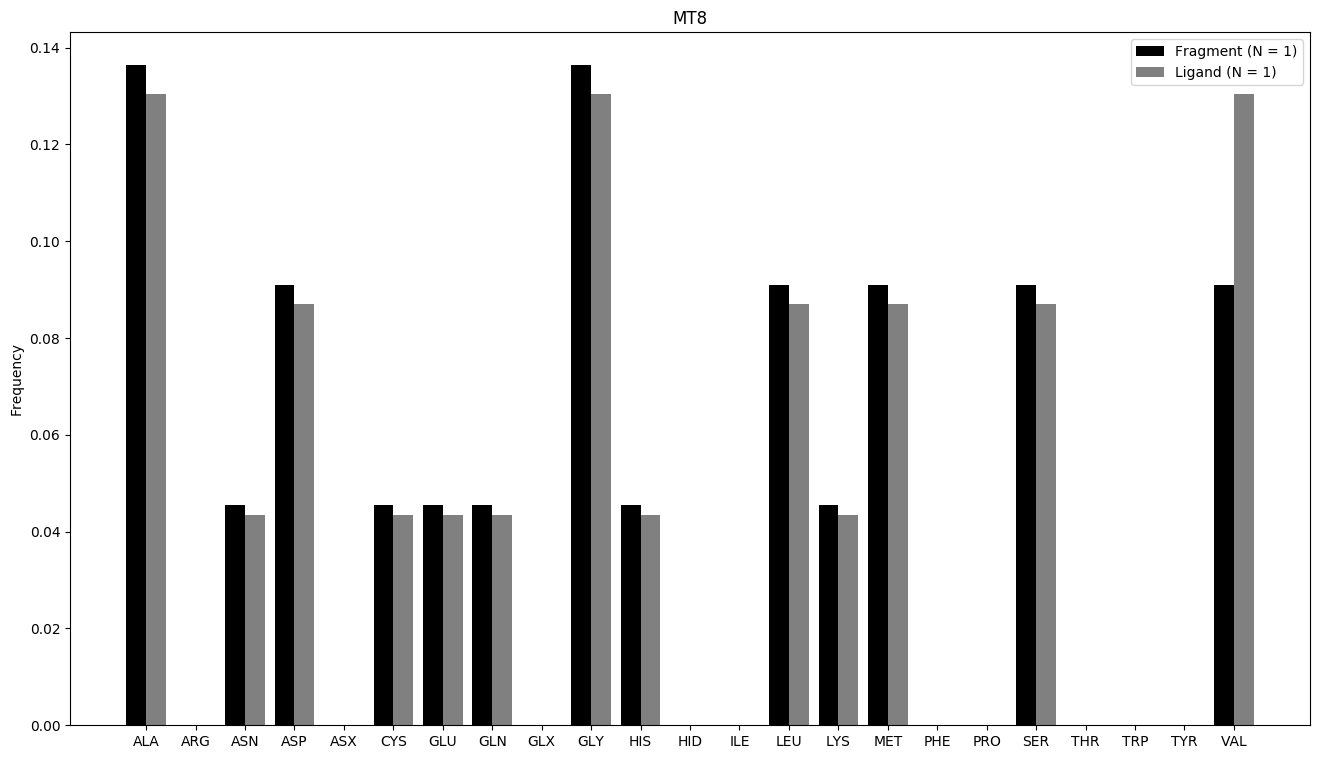 MT8
Fragment (N = 1)
Ligand (N = 1)
Frequency
0.14
0.12
0.10
0.08
0.06
0.04
0.02
0.00
ALA ARG ASN ASP ASX CYS GLU GLN GLX GLY HIS HID ILE LEU LYS MET PHE PRO SER THR TRP TYR VAL